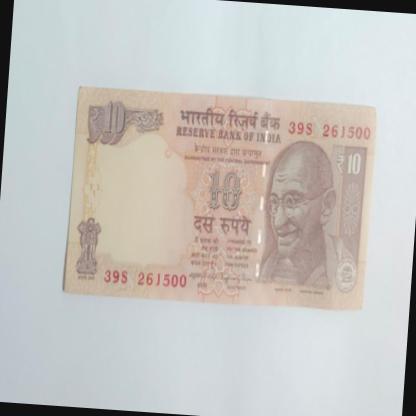 ₹10
भारतीय रिज़र्व बैंक
RESERVE BANK OF INDIA
39S 261500
केन्द्रीय सरकार द्वारा प्रत्याभूत
GUARANTEED BY THE CENTRAL GOVERNMENT
₹10
10
दस रुपये
39S 261500